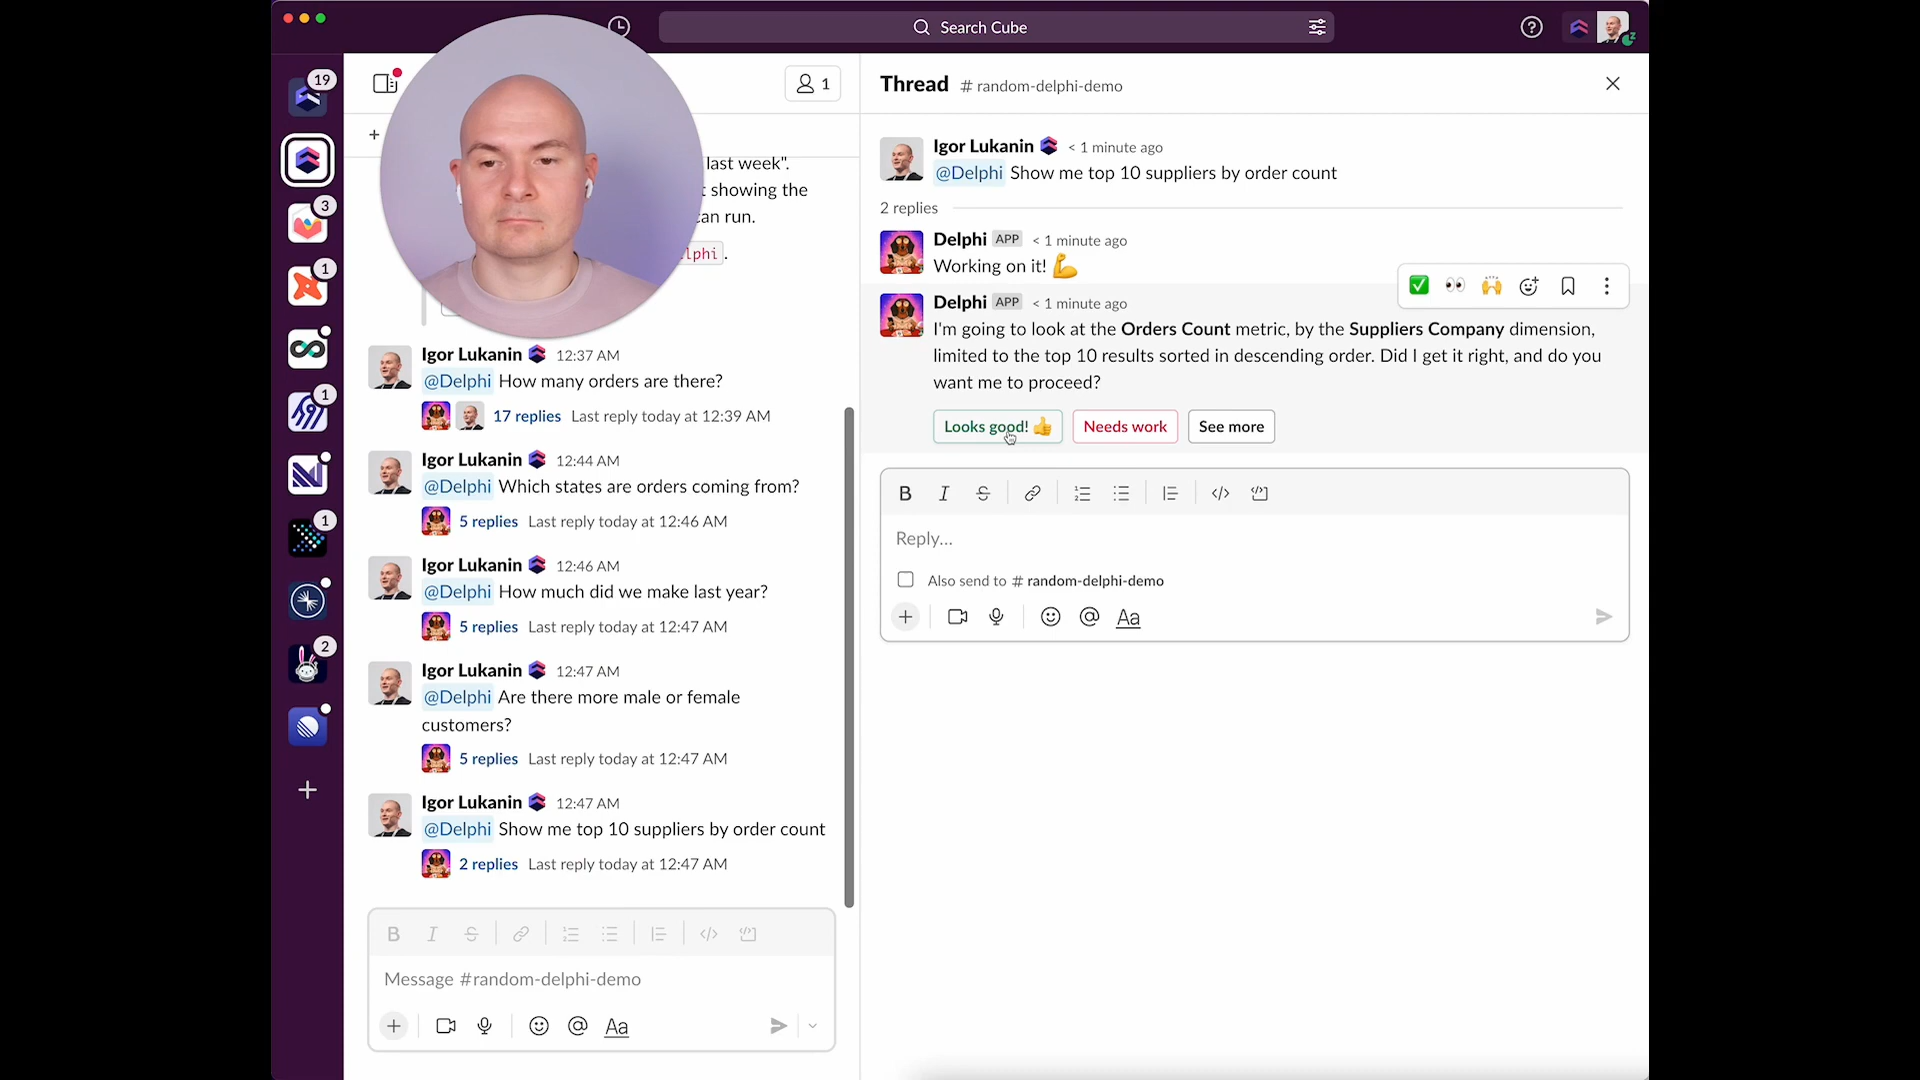 Search Cube
19
3
1
1
1
2
1
last week".
showing the
can run.
lphi.
Igor Lukanin 12:37 AM
@Delphi How many orders are there?
17 replies Last reply today at 12:39 AM
Igor Lukanin 12:44 AM
@Delphi Which states are orders coming from?
5 replies Last reply today at 12:46 AM
Igor Lukanin 12:46 AM
@Delphi How much did we make last year?
5 replies Last reply today at 12:47 AM
Igor Lukanin 12:47 AM
@Delphi Are there more male or female
customers?
5 replies Last reply today at 12:47 AM
Igor Lukanin 12:47 AM
@Delphi Show me top 10 suppliers by order count
2 replies Last reply today at 12:47 AM
B I S
Message #random-delphi-demo
Aa
Thread # random-delphi-demo
Igor Lukanin < 1 minute ago
@Delphi Show me top 10 suppliers by order count
2 replies
Delphi APP < 1 minute ago
Working on it! 💪
Delphi APP < 1 minute ago
I'm going to look at the Orders Count metric, by the Suppliers Company dimension,
limited to the top 10 results sorted in descending order. Did I get it right, and do you
want me to proceed?
Looks good! 👍 Needs work See more
B I S
Reply...
Also send to # random-delphi-demo
Aa